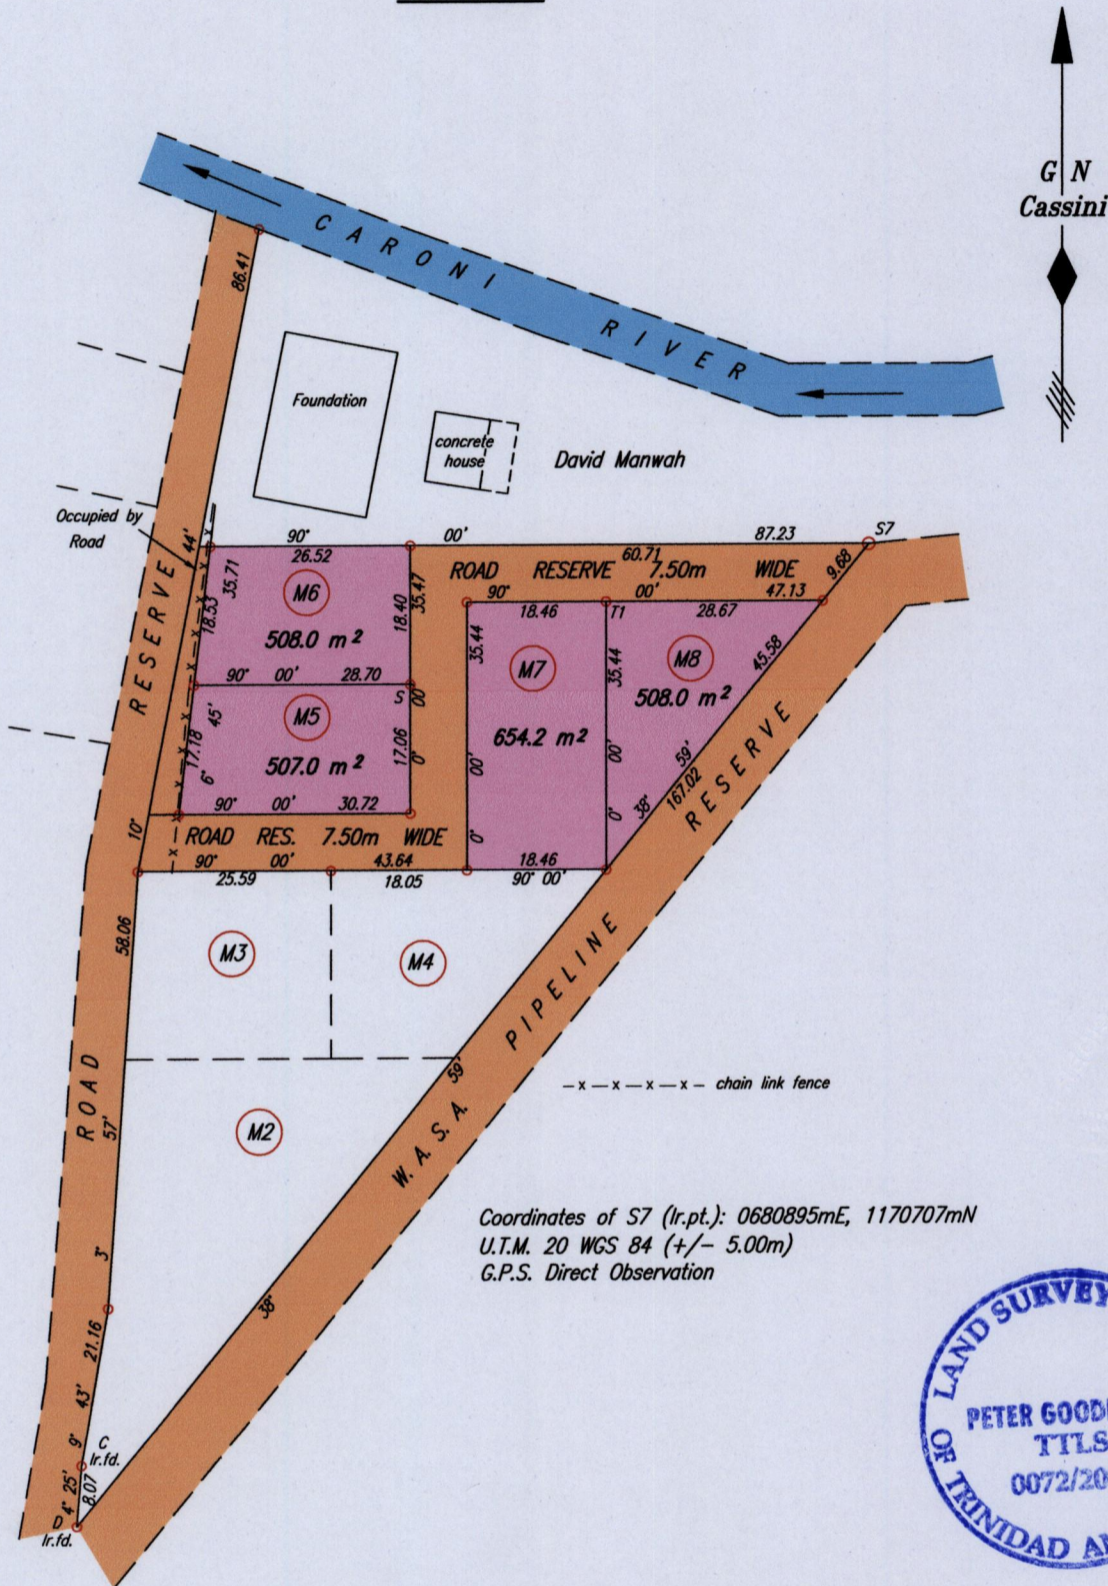 G N
Cassini
CARONI RIVER
86.41
Foundation
concrete
house
David Manwah
Occupied by
Road
44'
90° 00' 87.23 S7
26.52
60.71
9.68
ROAD RESERVE 7.50m WIDE
90° 00' 47.13
18.46 T1 28.67
M6
508.0 m²
18.53
35.71
18.40
35.47
90° 00' 28.70
S
00'
M5
507.0 m²
17.18
45'
6°
17.06
0°
90° 00' 30.72
M7
654.2 m²
35.44
00'
0°
M8
508.0 m²
35.44
00'
0°
45.58
59'
38°
167.02
ROAD RES. 7.50m WIDE
90° 00' 43.64
25.59 18.05
18.46
90° 00'
10°
58.06
M3
M4
ROAD RESERVE
57'
3°
M2
59'
38°
W.A.S.A. PIPELINE RESERVE
-x-x-x-x- chain link fence
Coordinates of S7 (Ir.pt.): 0680895mE, 1170707mN
U.T.M. 20 WGS 84 (+/- 5.00m)
G.P.S. Direct Observation
21.16
43'
9°
C
Ir.fd.
25'
4°
8.07
D
Ir.fd.
LAND
OF TRINIDAD
PETER
TTLS